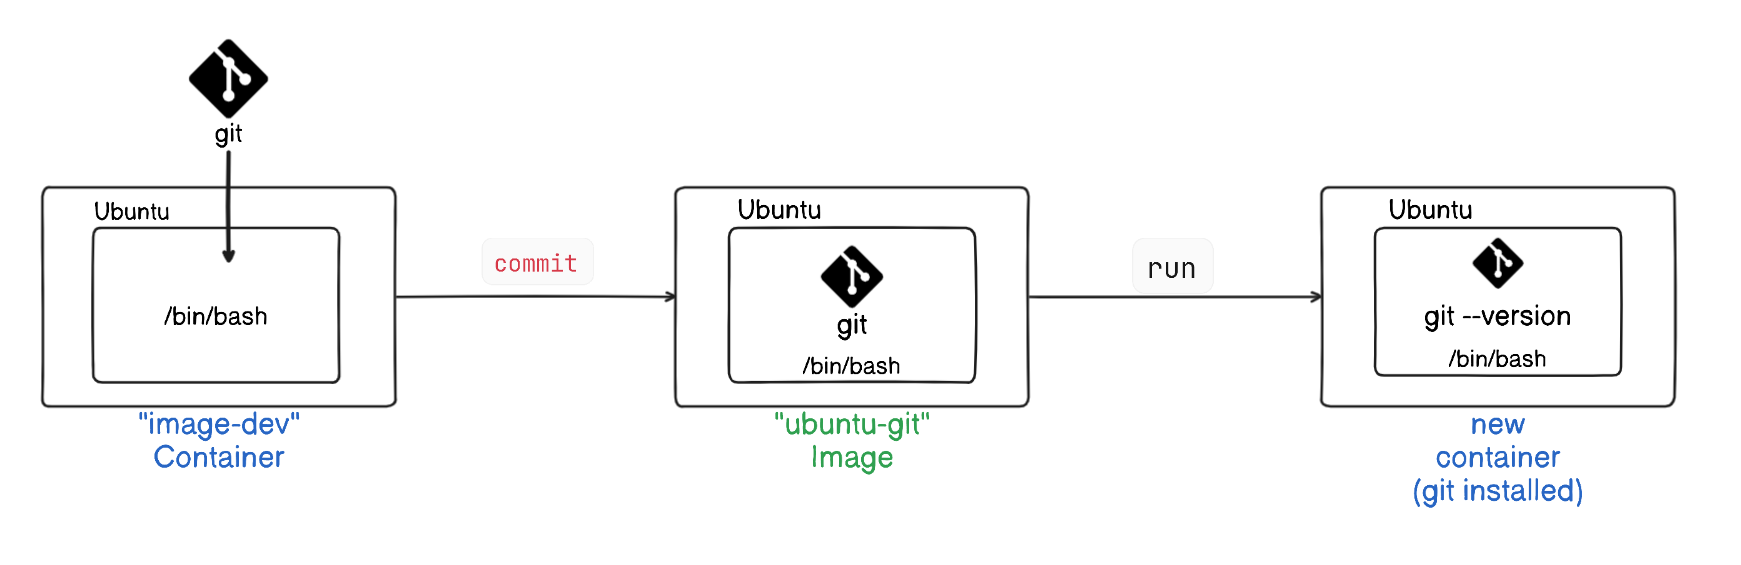 git
Ubuntu
/bin/bash
"image-dev"
Container
commit
Ubuntu
git
/bin/bash
"ubuntu-git"
Image
run
Ubuntu
git --version
/bin/bash
new
container
(git installed)